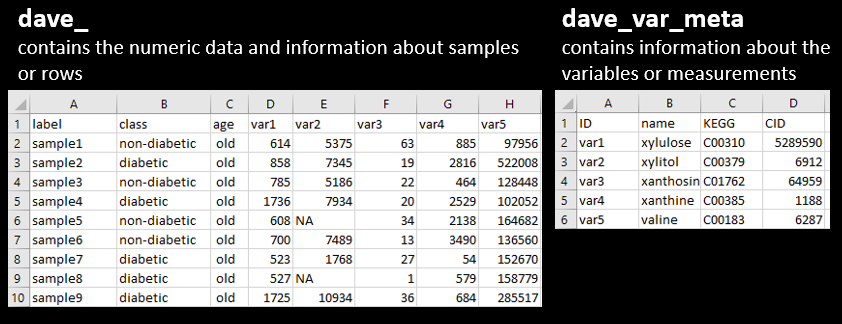 dave_
contains the numeric data and information about samples
or rows
A B C D E F G H
1 label class age var1 var2 var3 var4 var5
2 sample1 non-diabetic old 614 5375 63 885 97956
3 sample2 diabetic old 858 7345 19 2816 522008
4 sample3 non-diabetic old 785 5186 22 464 128448
5 sample4 diabetic old 1736 7934 20 2529 102052
6 sample5 non-diabetic old 608 NA 34 2138 164682
7 sample6 non-diabetic old 700 7489 13 3490 136560
8 sample7 diabetic old 523 1768 27 54 152670
9 sample8 diabetic old 527 NA 1 579 158779
10 sample9 diabetic old 1725 10934 36 684 285517
dave_var_meta
contains information about the
variables or measurements
A B C D
1 ID name KEGG CID
2 var1 xylulose C00310 5289590
3 var2 xylitol C00379 6912
4 var3 xanthosin C01762 64959
5 var4 xanthine C00385 1188
6 var5 valine C00183 6287